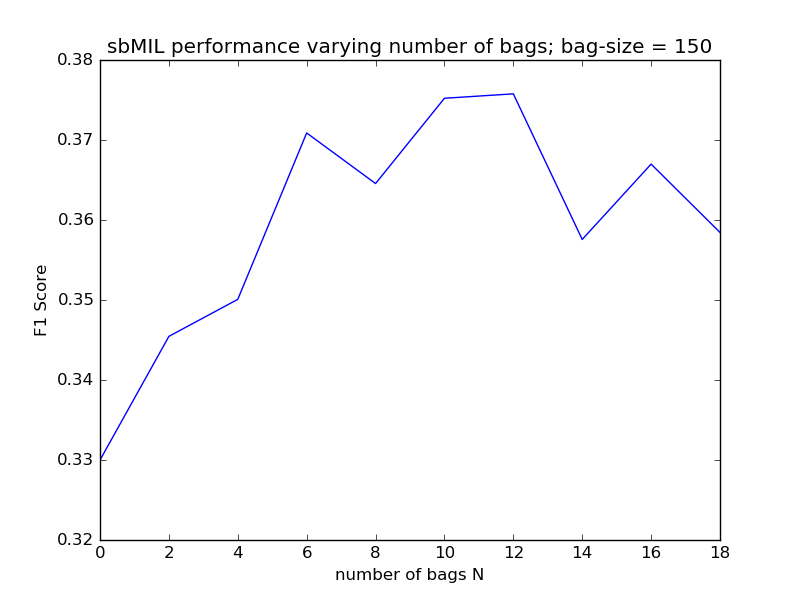 sbMIL performance varying number of bags; bag-size = 150
0.38
0.37
0.36
0.35
0.34
0.33
0.32
F1 Score
0 2 4 6 8 10 12 14 16 18
number of bags N